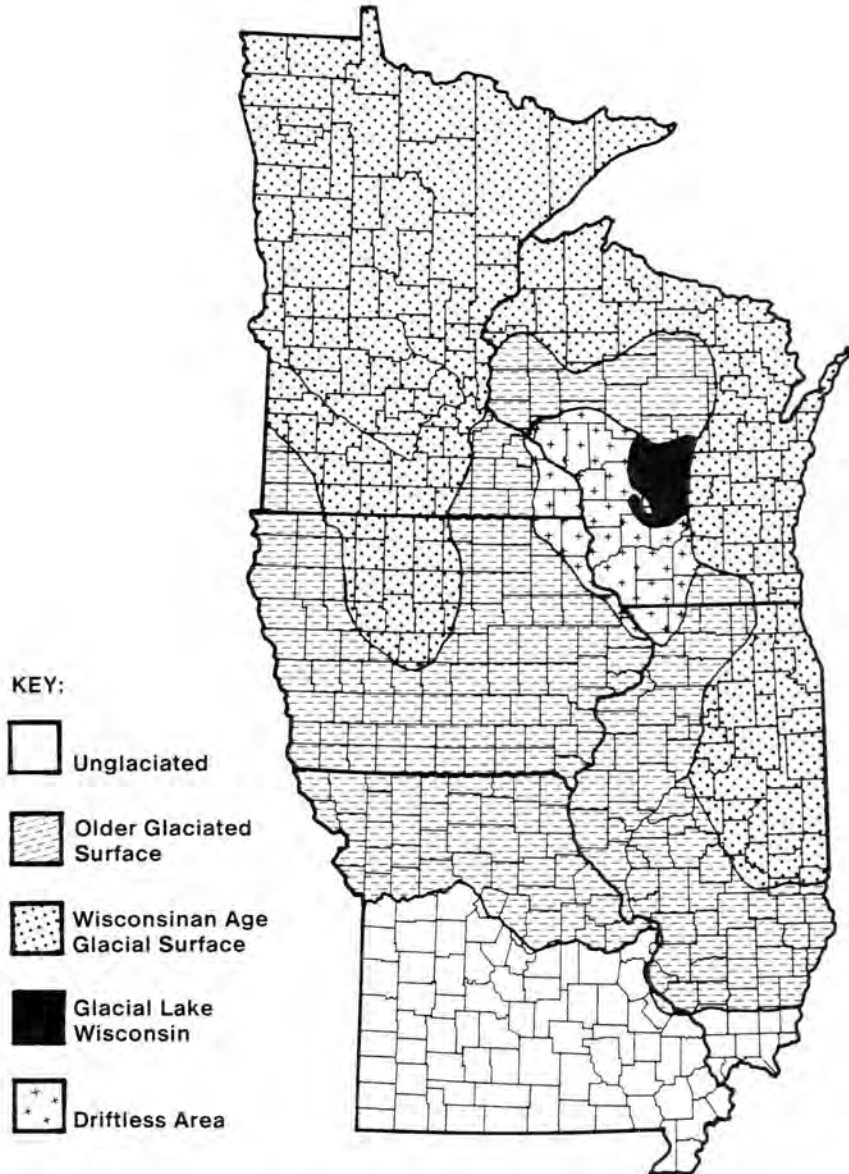 KEY:
Unglaciated
Older Glaciated
Surface
Wisconsinan Age
Glacial Surface
Glacial Lake
Wisconsin
Driftless Area